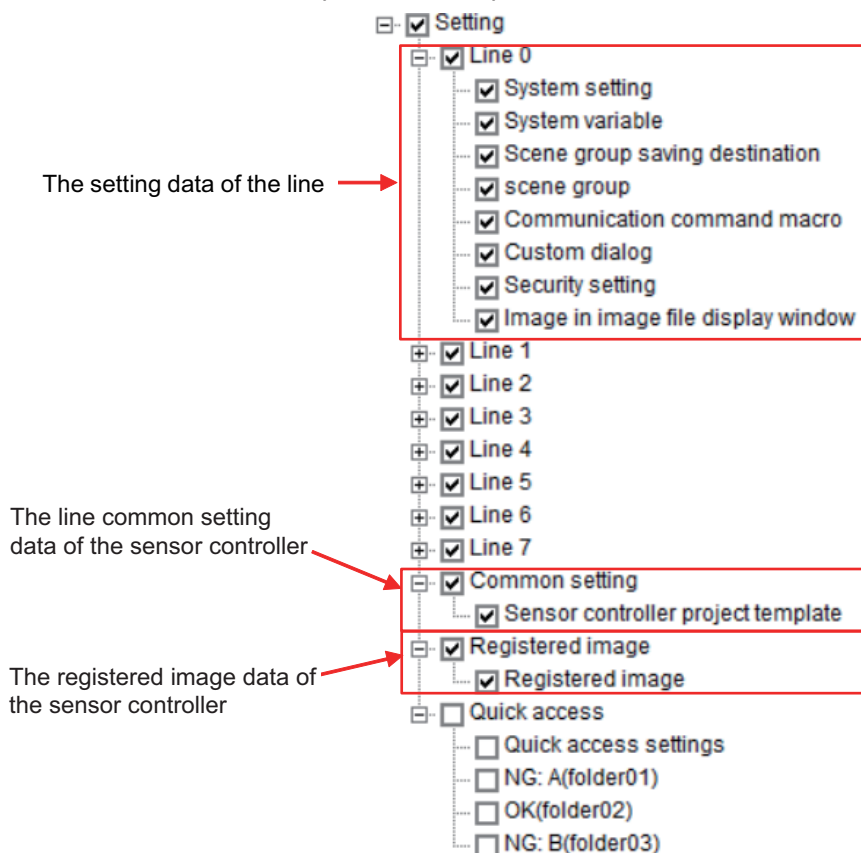 Setting
Line 0
System setting
System variable
Scene group saving destination
The setting data of the line
scene group
Communication command macro
Custom dialog
Security setting
Image in image file display window
Line 1
Line 2
Line 3
Line 4
Line 5
Line 6
Line 7
The line common setting
data of the sensor controller
Common setting
Sensor controller project template
Registered image
The registered image data of
the sensor controller
Registered image
Quick access
Quick access settings
NG: A(folder01)
OK(folder02)
NG: B(folder03)